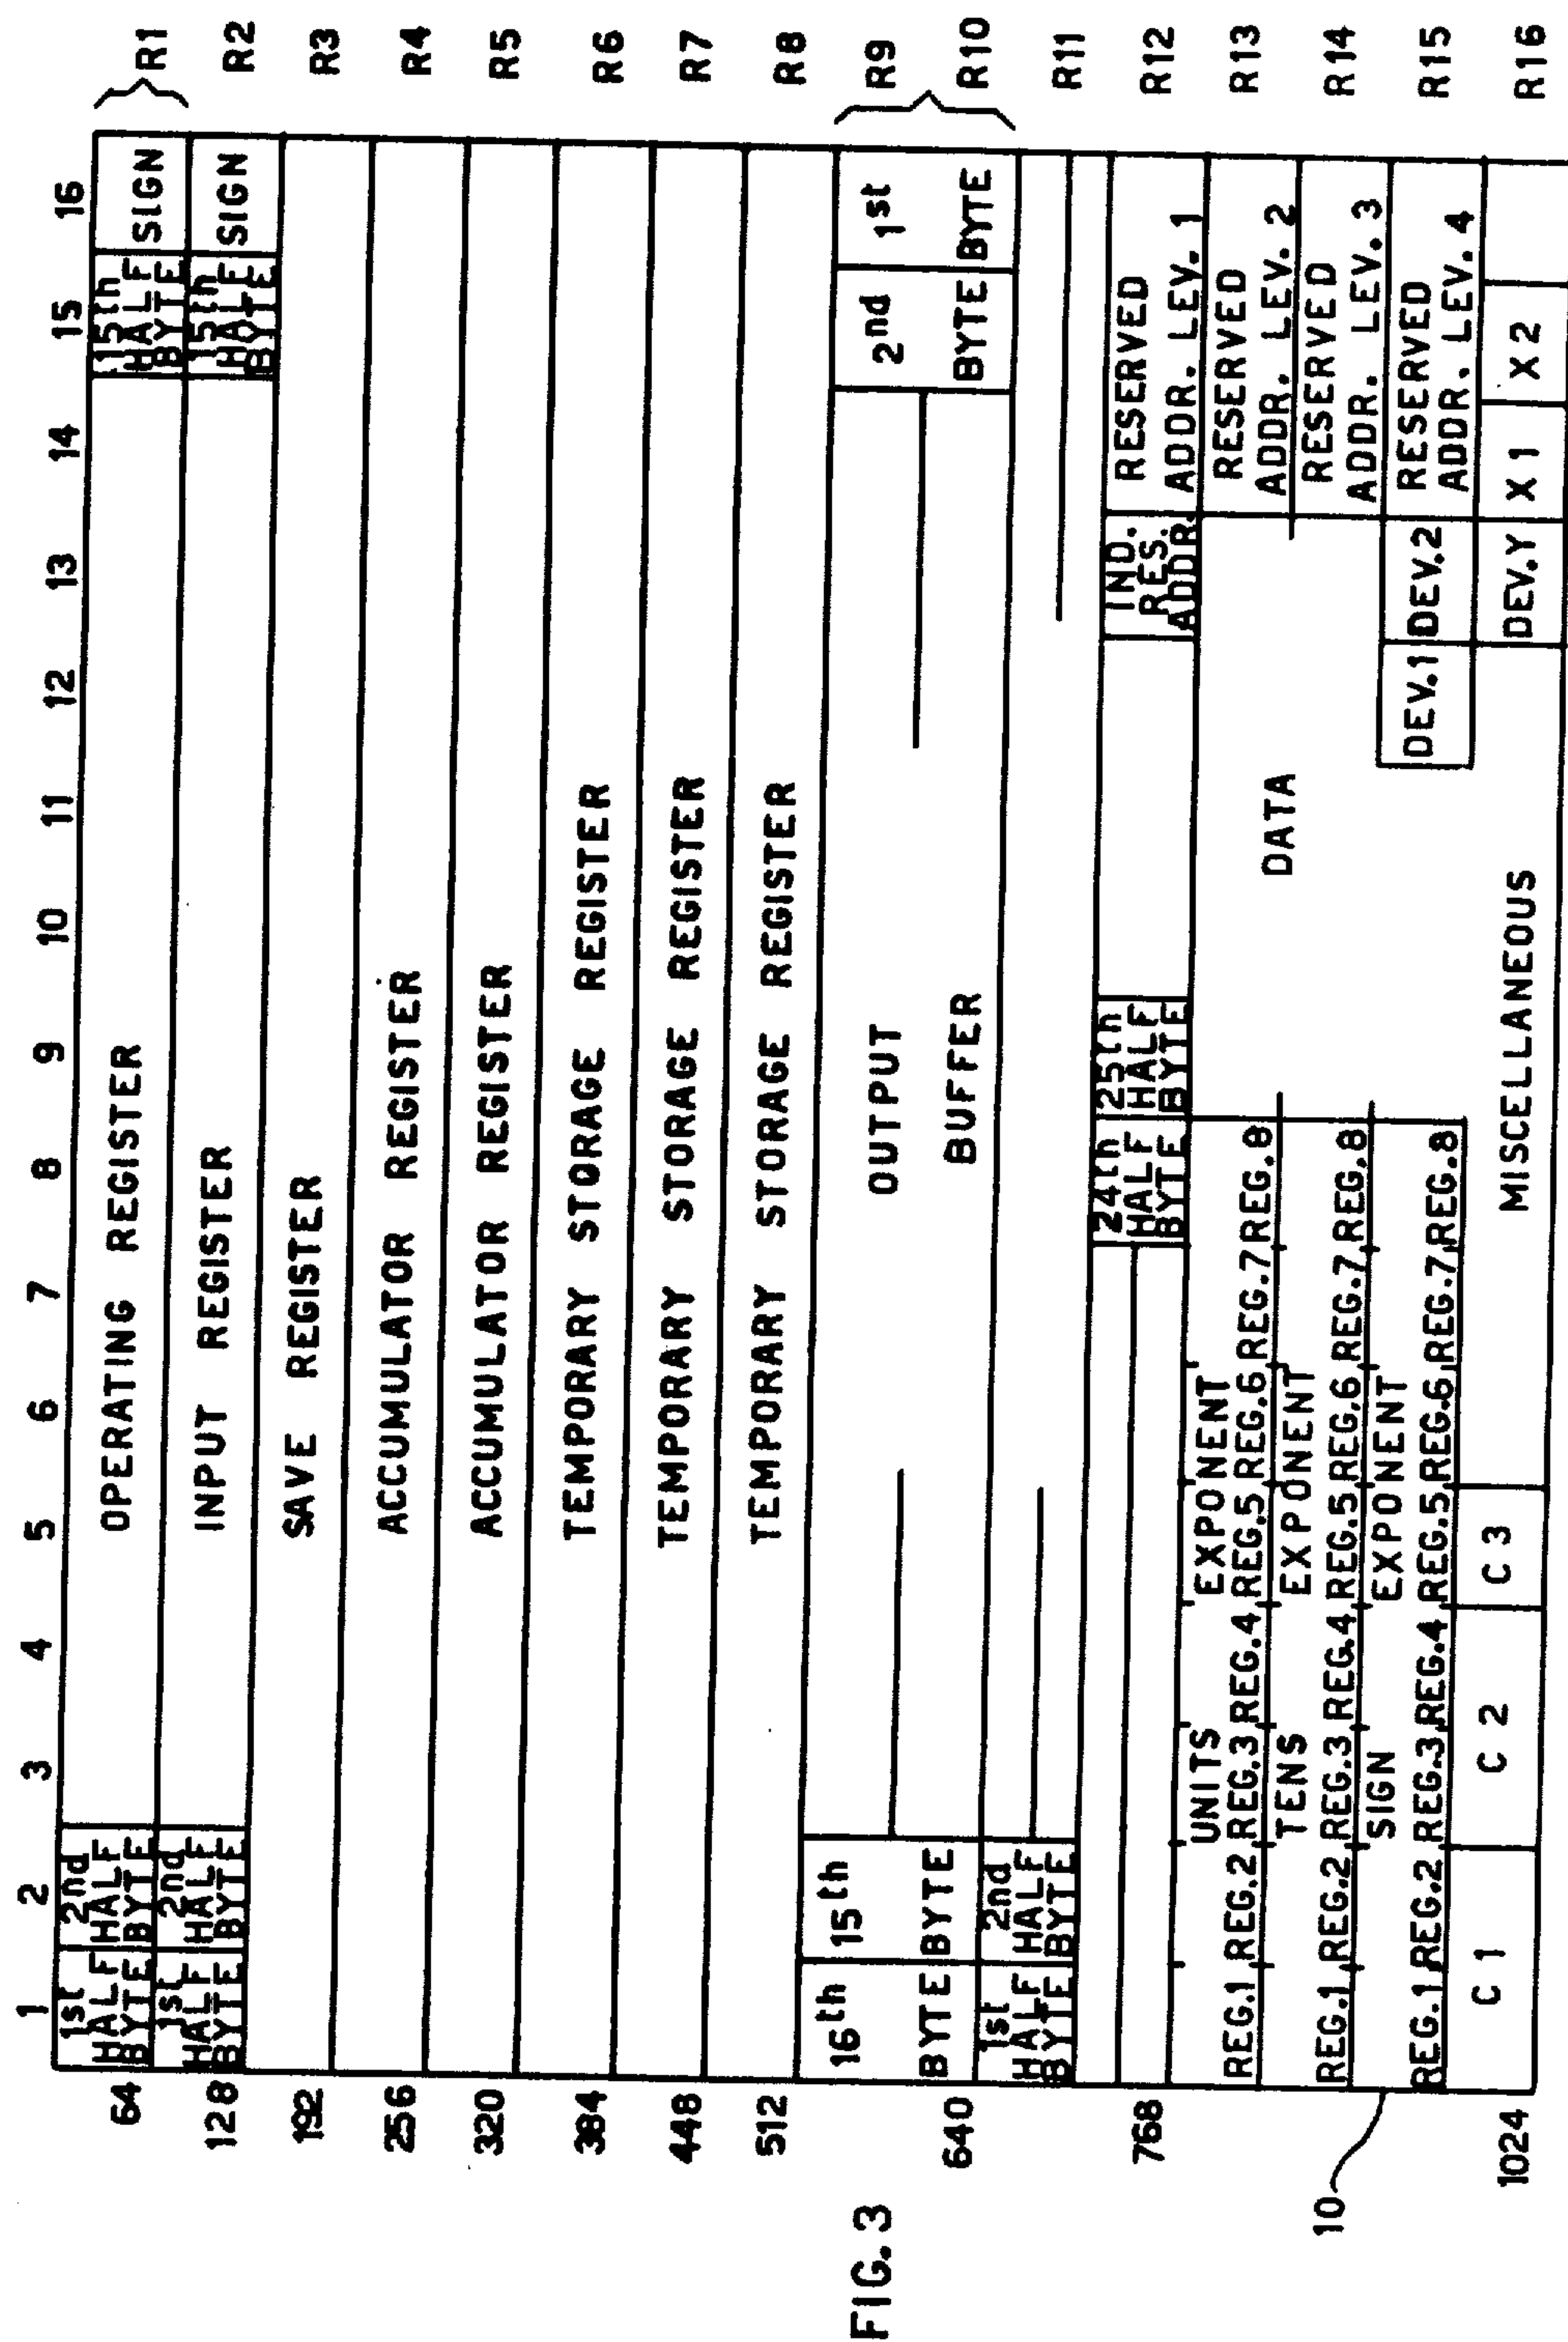 1 2 3 4 5 6 7 8 9 10 11 12 13 14 15 16
1st HALF BYTE
2nd HALF BYTE
OPERATING REGISTER
15th HALF BYTE
SIGN
64
R1
1st HALF BYTE
2nd HALF BYTE
INPUT REGISTER
15th HALF BYTE
SIGN
128
R2
192
SAVE REGISTER
R3
256
ACCUMULATOR REGISTER
R4
320
ACCUMULATOR REGISTER
R5
384
TEMPORARY STORAGE REGISTER
R6
448
TEMPORARY STORAGE REGISTER
R7
512
TEMPORARY STORAGE REGISTER
R8
16th BYTE
15th BYTE
OUTPUT
BUFFER
2nd BYTE
1st BYTE
R9
640
R10
1st HALF BYTE
2nd HALF BYTE
R11
768
24th HALF BYTE
25th HALF BYTE
IND. RES. ADDR.
RESERVED
ADDR. LEV. 1
R12
UNITS EXPONENT
REG.1 REG.2 REG.3 REG.4 REG.5 REG.6 REG.7 REG.8
RESERVED
ADDR. LEV. 2
R13
TENS EXPONENT
REG.1 REG.2 REG.3 REG.4 REG.5 REG.6 REG.7 REG.8
DATA
RESERVED
ADDR. LEV. 3
R14
SIGN EXPONENT
REG.1 REG.2 REG.3 REG.4 REG.5 REG.6 REG.7 REG.8
DEV.1
DEV.2
RESERVED
ADDR. LEV. 4
R15
10
1024
C 1
C 2
C 3
MISCELLANEOUS
DEV.Y
X 1
X 2
R16
FIG. 3